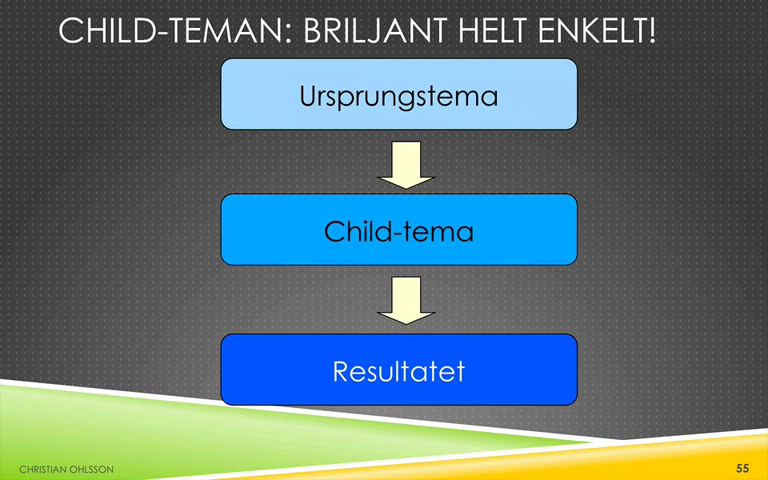 CHILD-TEMAN: BRILJANT HELT ENKELT!
Ursprungstema
Child-tema
Resultatet
CHRISTIAN OHLSSON
55